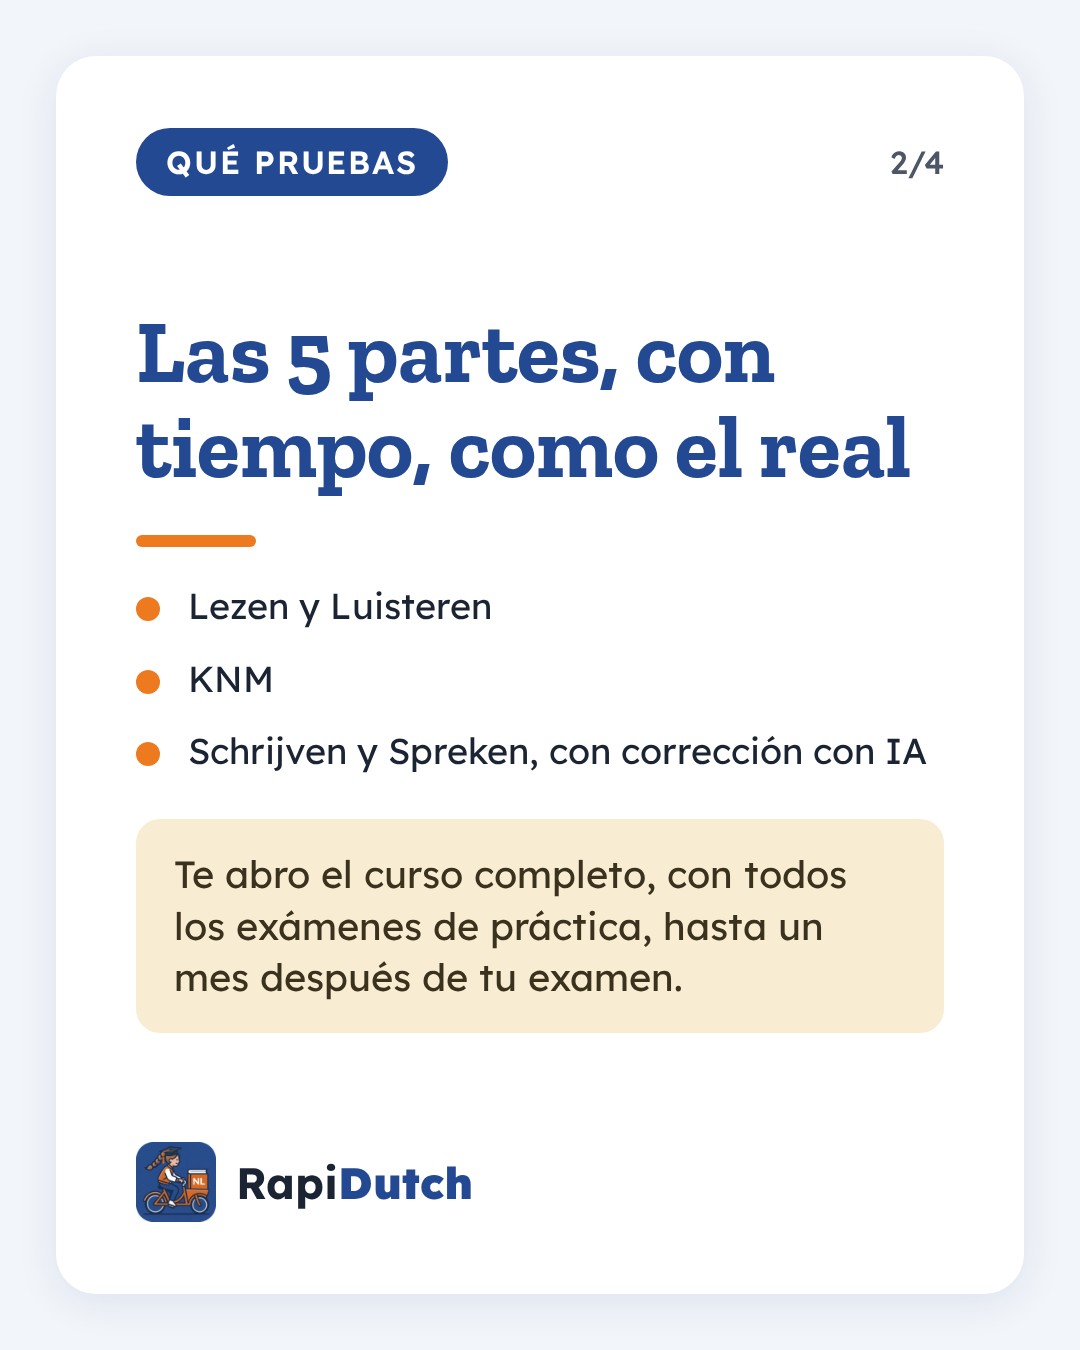 QUÉ PRUEBAS
2/4
Las 5 partes, con
tiempo, como el real
Lezen y Luisteren
KNM
Schrijven y Spreken, con corrección con IA
Te abro el curso completo, con todos
los exámenes de práctica, hasta un
mes después de tu examen.
NL
RapiDutch